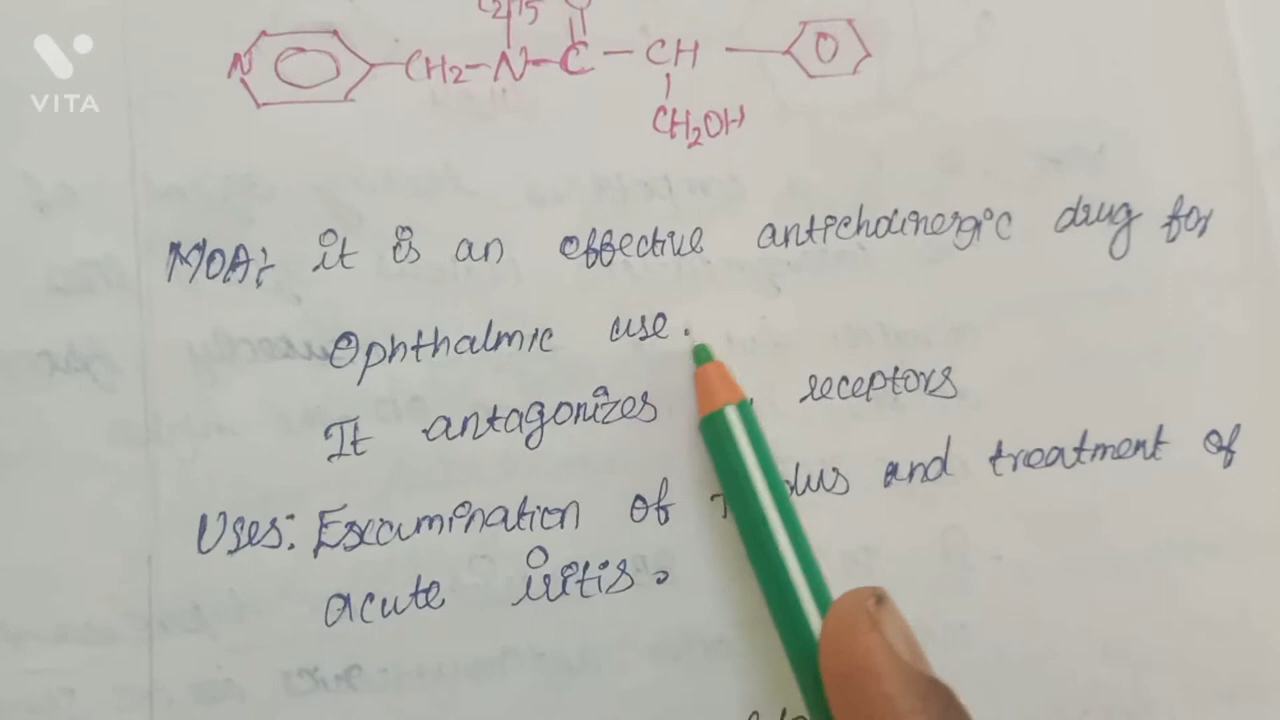 VITA
N CH2-N-C-CH
CH2OH
MOA: it is an effective anticholinergic drug for
Ophthalmic use.
It antagonizes receptors
Uses: Examination of and treatment of
acute iritis.